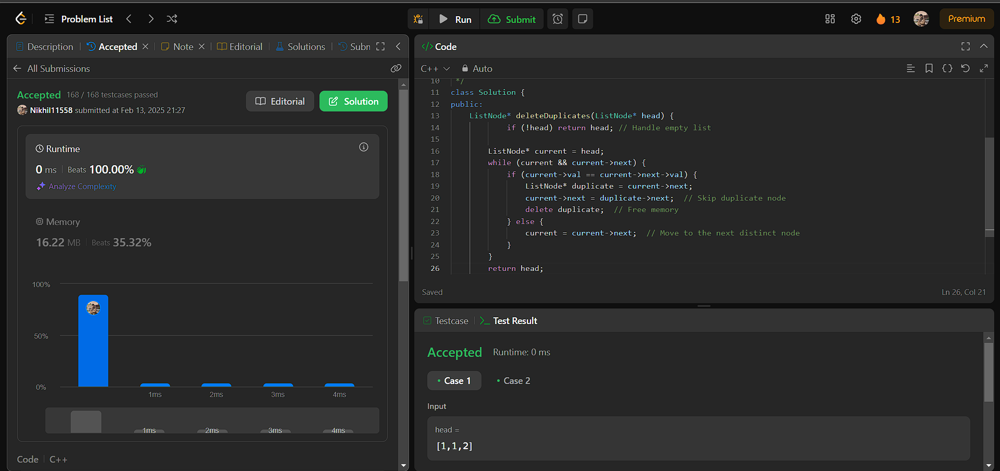 Problem List
Run
Submit
13
Premium
Description
Accepted
Note
Editorial
Solutions
Subn
All Submissions
Accepted 168 / 168 testcases passed
Nikhil11558 submitted at Feb 13, 2025 21:27
Editorial
Solution
Runtime
0 ms Beats 100.00%
Analyze Complexity
Memory
16.22 MB Beats 35.32%
100%
50%
0%
1ms 2ms 3ms 4ms
1ms 2ms 3ms 4ms
Code C++
</> Code
C++ Auto
10 */
11 class Solution {
12 public:
13 ListNode* deleteDuplicates(ListNode* head) {
14 if (!head) return head; // Handle empty list
15
16 ListNode* current = head;
17 while (current && current->next) {
18 if (current->val == current->next->val) {
19 ListNode* duplicate = current->next;
20 current->next = duplicate->next;  // Skip duplicate node
21 delete duplicate;  // Free memory
22 } else {
23 current = current->next;  // Move to the next distinct node
24 }
25 }
26 return head;
Saved
Ln 26, Col 21
Testcase >_ Test Result
Accepted Runtime: 0 ms
• Case 1 • Case 2
Input
head =
[1,1,2]